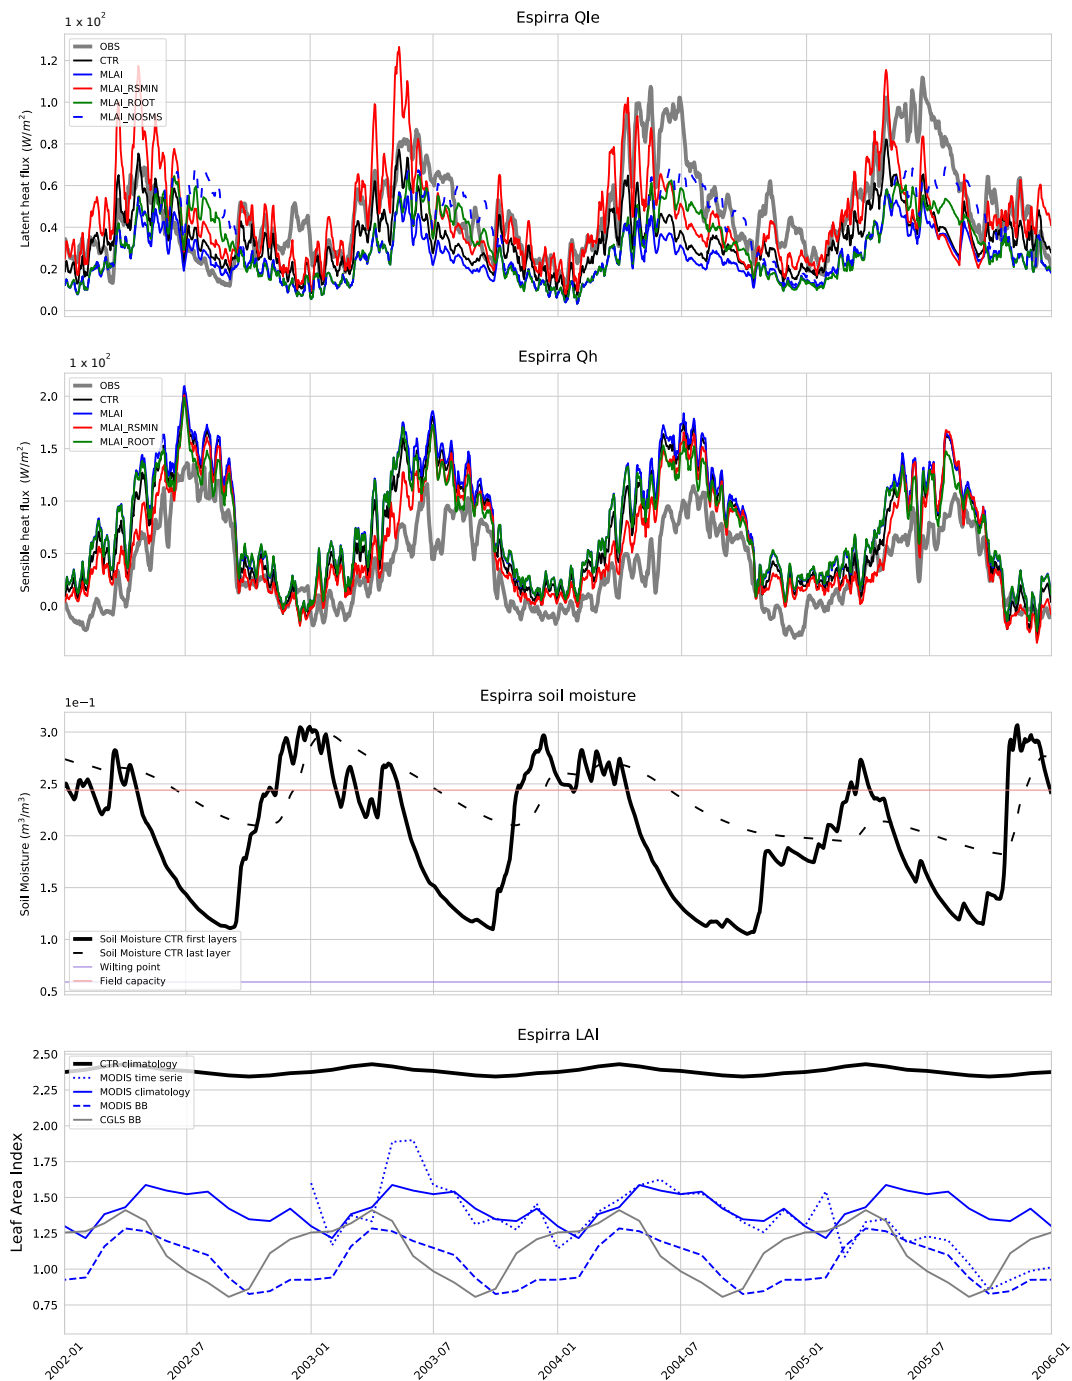 Espirra Qle
1 x 10²
OBS
CTR
MLAI
MLAI_RSMIN
MLAI_ROOT
MLAI_NOSMS
Latent heat flux (W/m²)
1.2
1.0
0.8
0.6
0.4
0.2
0.0
Espirra Qh
1 x 10²
OBS
CTR
MLAI
MLAI_RSMIN
MLAI_ROOT
Sensible heat flux (W/m²)
2.0
1.5
1.0
0.5
0.0
Espirra soil moisture
1e−1
Soil Moisture (m³/m³)
3.0
2.5
2.0
1.5
1.0
0.5
Soil Moisture CTR first layers
Soil Moisture CTR last layer
Wilting point
Field capacity
Espirra LAI
CTR climatology
MODIS time serie
MODIS climatology
MODIS BB
CGLS BB
Leaf Area Index
2.50
2.25
2.00
1.75
1.50
1.25
1.00
0.75
2002-01
2002-07
2003-01
2003-07
2004-01
2004-07
2005-01
2005-07
2006-01